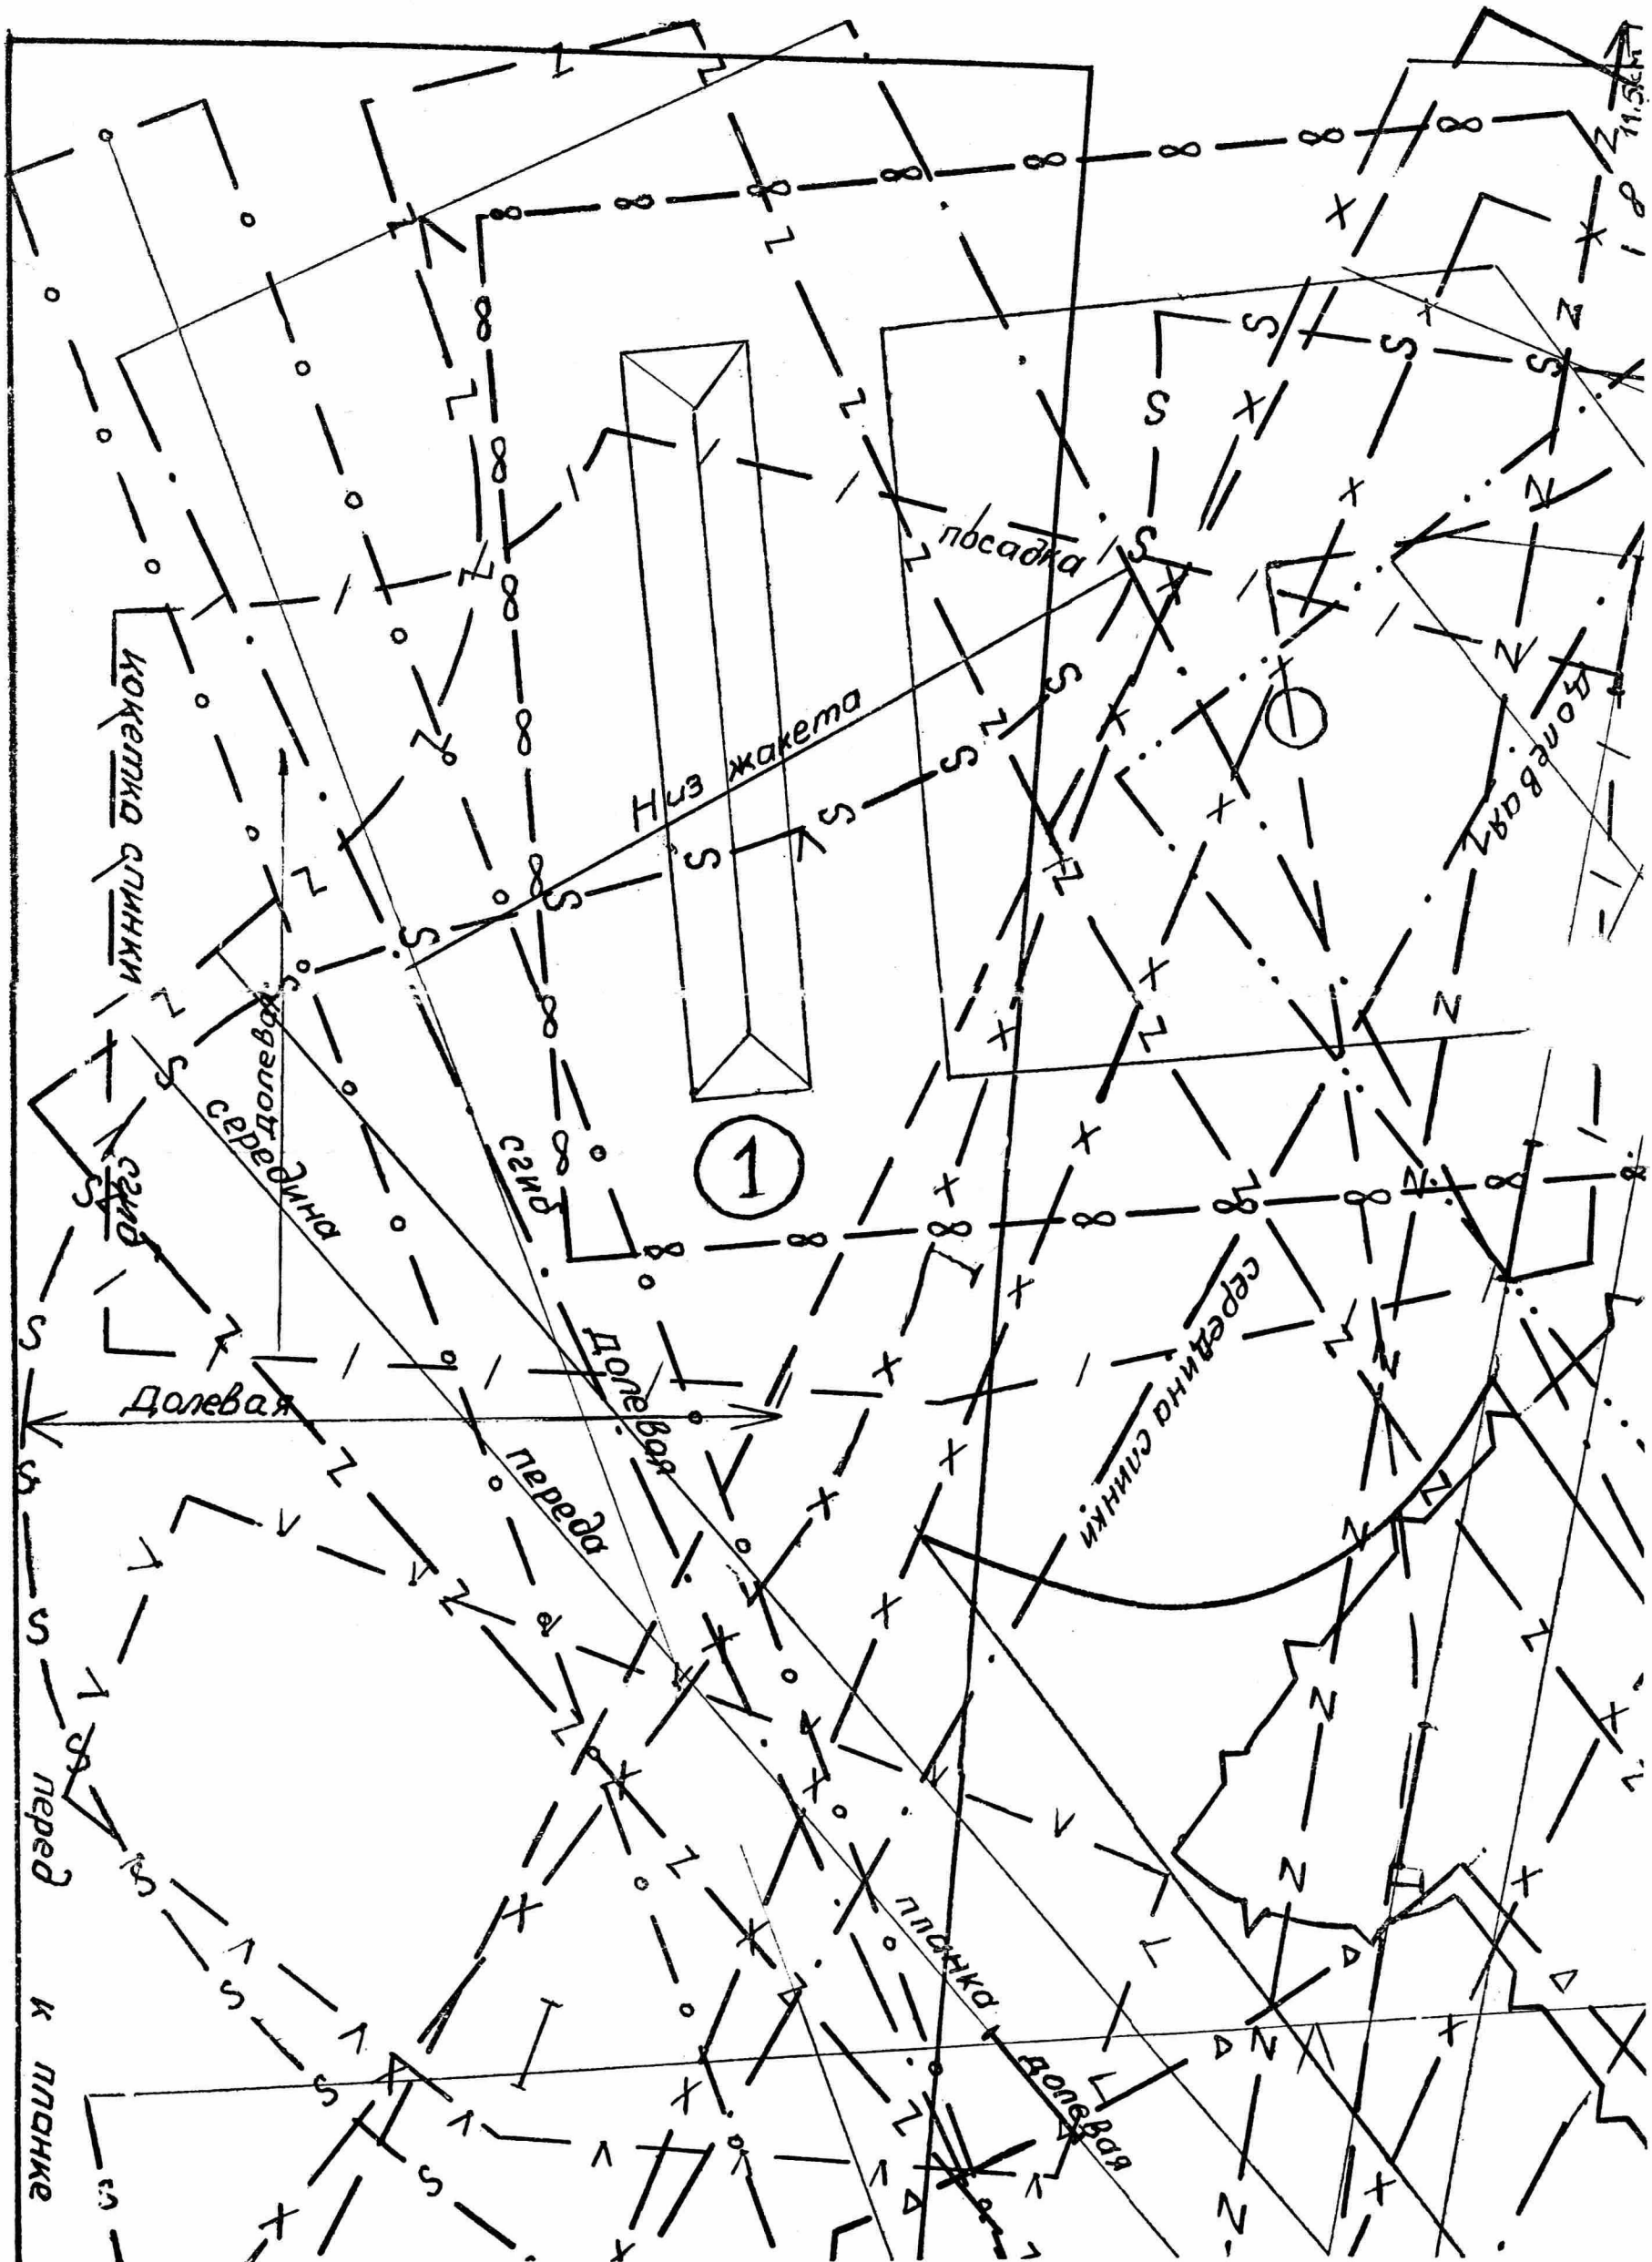 11.5см
посадка
Долевая
Низ жакета
кокетка спинки
долевая
середина
сгиб
сгиб
1
середина спинки
Долевая
долевая
переда
планка
долевая
перед
к планке